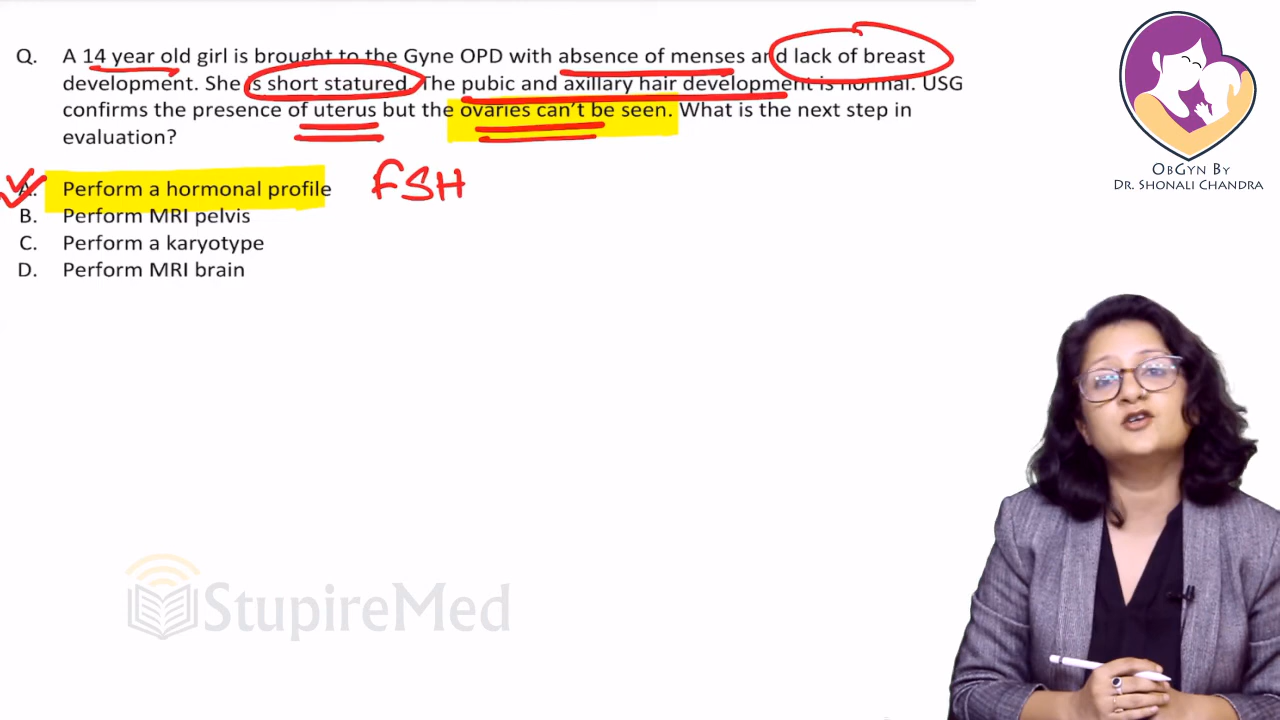 Q. A 14 year old girl is brought to the Gyne OPD with absence of menses and lack of breast
development. She is short statured. The pubic and axillary hair development is normal. USG
confirms the presence of uterus but the ovaries can't be seen. What is the next step in
evaluation?
A. Perform a hormonal profile FSH
B. Perform MRI pelvis
C. Perform a karyotype
D. Perform MRI brain
OBGYN BY
DR. SHONALI CHANDRA
StupireMed